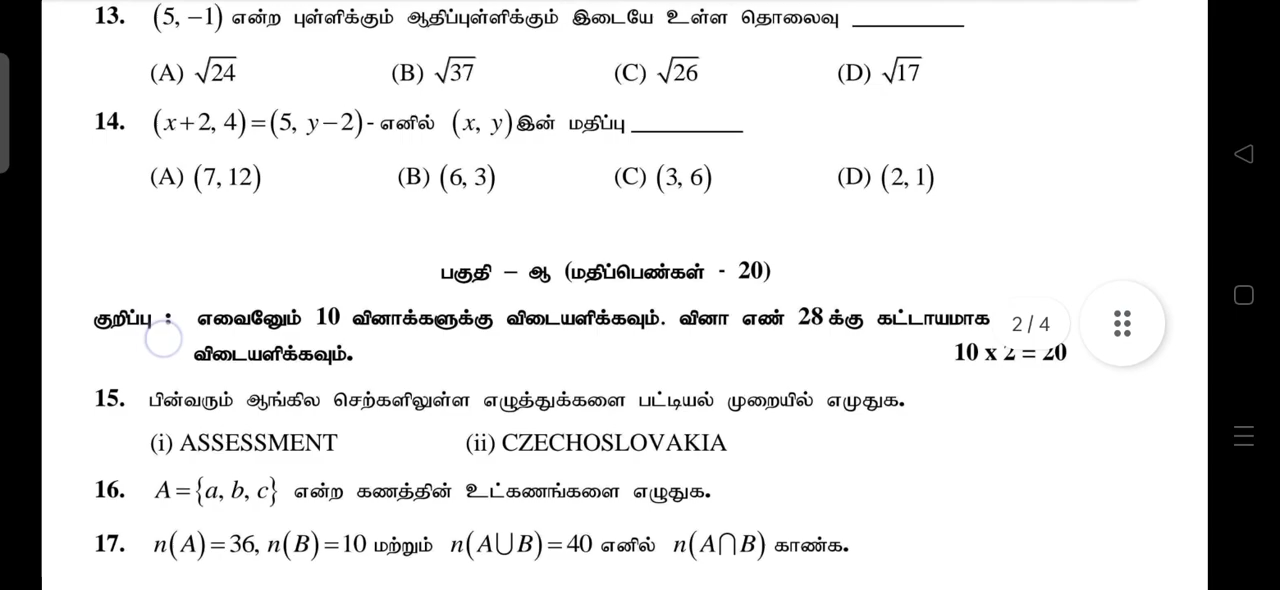 13. (5, −1) என்ற புள்ளிக்கும் ஆதிப்புள்ளிக்கும் இடையே உள்ள தொலைவு __________
(A) √24 (B) √37 (C) √26 (D) √17
14. (x+2, 4)=(5, y−2)- எனில் (x, y) இன் மதிப்பு __________
(A) (7, 12) (B) (6, 3) (C) (3, 6) (D) (2, 1)
பகுதி – ஆ (மதிப்பெண்கள் - 20)
குறிப்பு : எவைனேும் 10 வினாக்களுக்கு விடையளிக்கவும். வினா எண் 28 க்கு கட்டாயமாக
2 / 4
விடையளிக்கவும். 10 x 2 = 20
15. பின்வரும் ஆங்கில செற்களிலுள்ள எழுத்துக்களை பட்டியல் முறையில் எமுதுக.
(i) ASSESSMENT (ii) CZECHOSLOVAKIA
16. A={a, b, c} என்ற கணத்தின் உட்கணங்களை எழுதுக.
17. n(A)=36, n(B)=10 மற்றும் n(A⋃B)=40 எனில் n(A⋂B) காண்க.